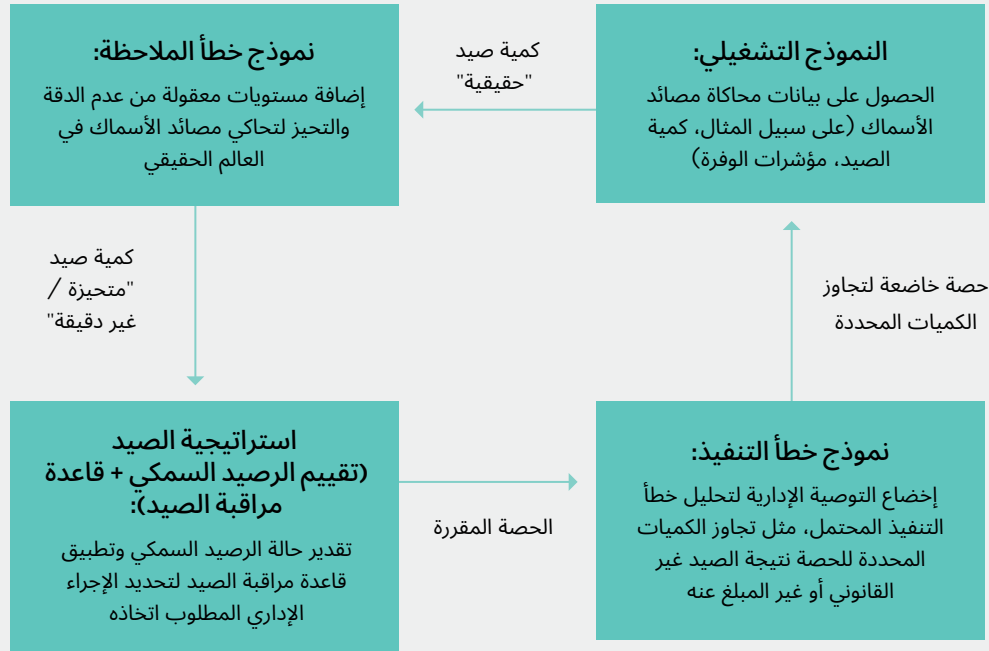 النموذج التشغيلي:
الحصول على بيانات محاكاة مصائد
الأسماك (على سبيل المثال، كمية
الصيد، مؤشرات الوفرة)
كمية صيد
"حقيقية"
نموذج خطأ الملاحظة:
إضافة مستويات معقولة من عدم الدقة
والتحيز لتحاكي مصائد الأسماك في
العالم الحقيقي
كمية صيد
"متحيزة /
غير دقيقة"
استراتيجية الصيد
(تقييم الرصيد السمكي + قاعدة
مراقبة الصيد):
تقدير حالة الرصيد السمكي وتطبيق
قاعدة مراقبة الصيد لتحديد الإجراء
الإداري المطلوب اتخاذه
الحصة المقررة
نموذج خطأ التنفيذ:
إخضاع التوصية الإدارية لتحليل خطأ
التنفيذ المحتمل، مثل تجاوز الكميات
المحددة للحصة نتيجة الصيد غير
القانوني أو غير المبلغ عنه
حصة خاضعة لتجاوز
الكميات المحددة